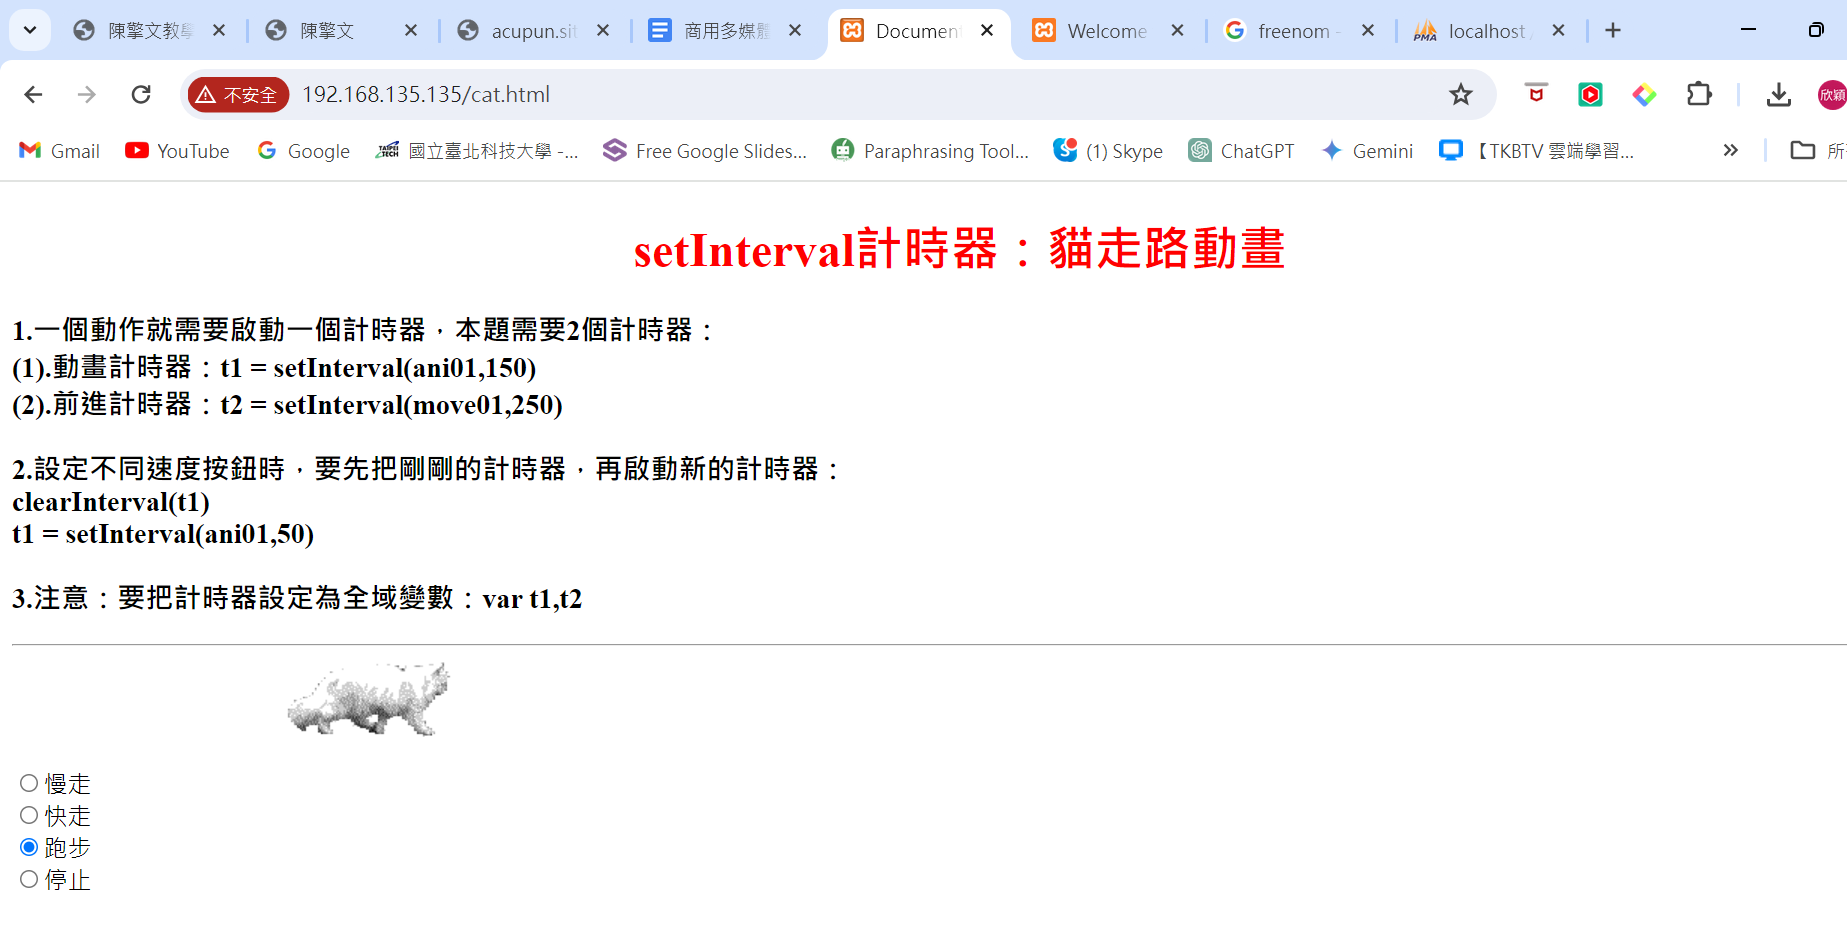 陳擎文教學
陳擎文
acupun.sit
商用多媒體
Document
Welcome
freenom -
localhost /
不安全
192.168.135.135/cat.html
欣穎
Gmail
YouTube
Google
國立臺北科技大學 -...
Free Google Slides...
Paraphrasing Tool...
(1) Skype
ChatGPT
Gemini
【TKBTV 雲端學習...
所
setInterval計時器：貓走路動畫
1.一個動作就需要啟動一個計時器，本題需要2個計時器：
(1).動畫計時器：t1 = setInterval(ani01,150)
(2).前進計時器：t2 = setInterval(move01,250)
2.設定不同速度按鈕時，要先把剛剛的計時器，再啟動新的計時器：
clearInterval(t1)
t1 = setInterval(ani01,50)
3.注意：要把計時器設定為全域變數：var t1,t2
慢走
快走
跑步
停止